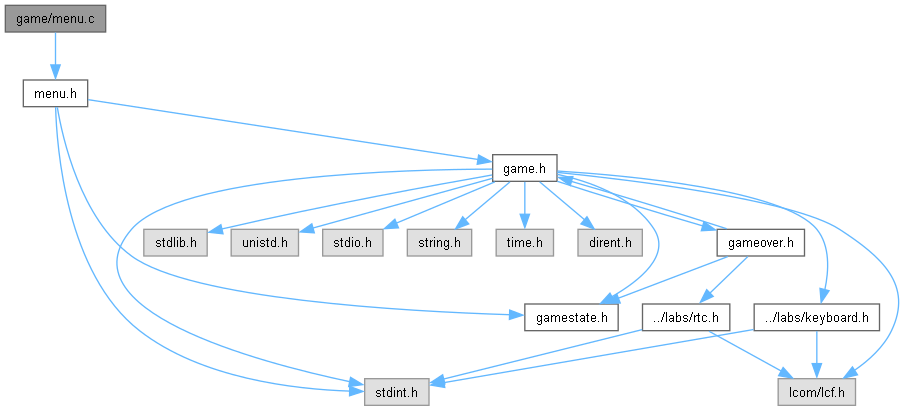 game/menu.c
menu.h
game.h
stdlib.h
unistd.h
stdio.h
string.h
time.h
dirent.h
gameover.h
gamestate.h
../labs/rtc.h
../labs/keyboard.h
stdint.h
lcom/lcf.h